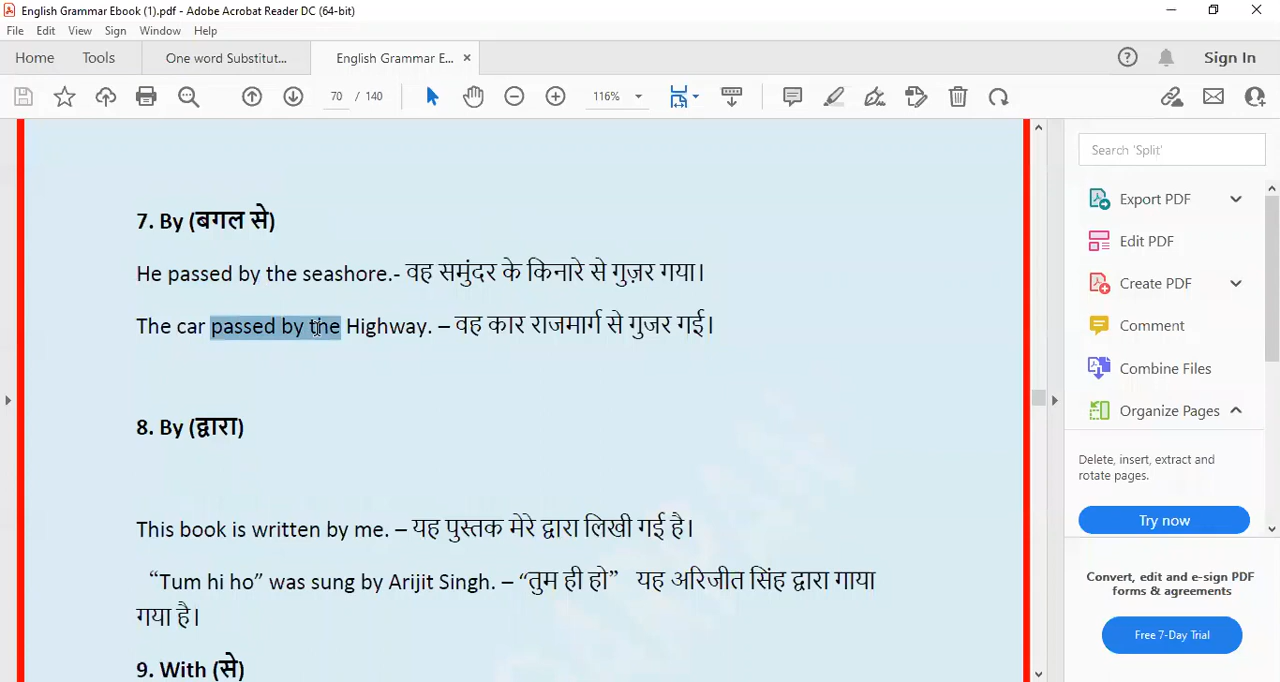 English Grammar Ebook (1).pdf - Adobe Acrobat Reader DC (64-bit)
File Edit View Sign Window Help
Home Tools One word Substitut... English Grammar E... × Sign In
70 / 140 116%
Search 'Split'
7. By (बगल से)
Export PDF
Edit PDF
He passed by the seashore.- वह समुंदर के किनारे से गुज़र गया।
Create PDF
The car passed by the Highway. – वह कार राजमार्ग से गुजर गई।
Comment
Combine Files
8. By (द्वारा)
Organize Pages
Delete, insert, extract and
rotate pages.
Try now
This book is written by me. – यह पुस्तक मेरे द्वारा लिखी गई है।
“Tum hi ho” was sung by Arijit Singh. – “तुम ही हो” यह अरिजीत सिंह द्वारा गाया
गया है।
Convert, edit and e-sign PDF
forms & agreements
Free 7-Day Trial
9. With (से)